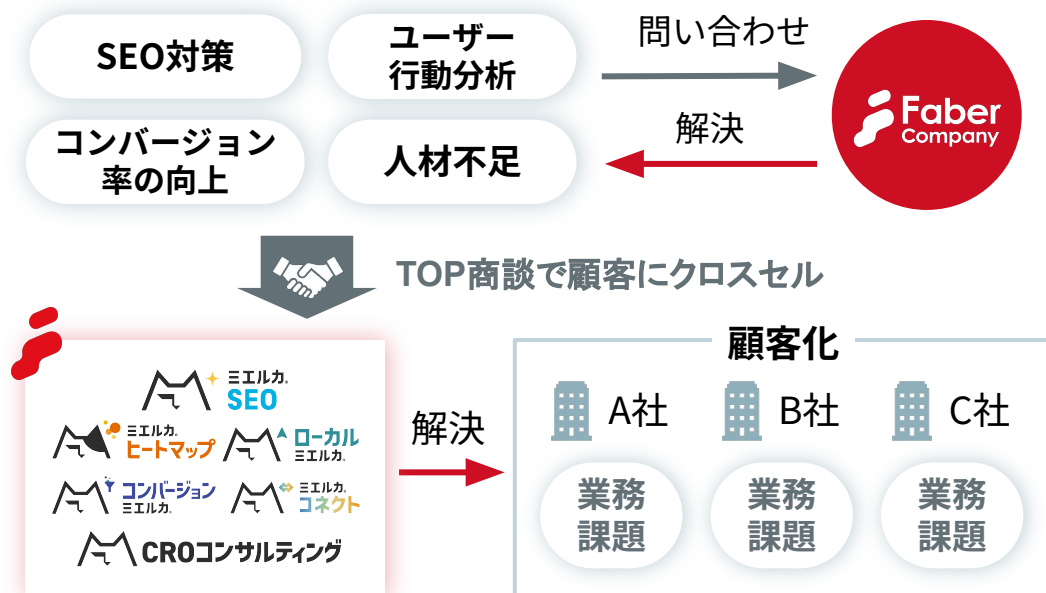 SEO対策
ユーザー
行動分析
問い合わせ
解決
Faber
Company
コンバージョン
率の向上
人材不足
TOP商談で顧客にクロスセル
ミエルカ®
SEO
ミエルカ®
ヒートマップ
ローカル
ミエルカ®
コンバージョン
ミエルカ®
ミエルカ®
コネクト
CROコンサルティング
解決
顧客化
A社
B社
C社
業務
課題
業務
課題
業務
課題